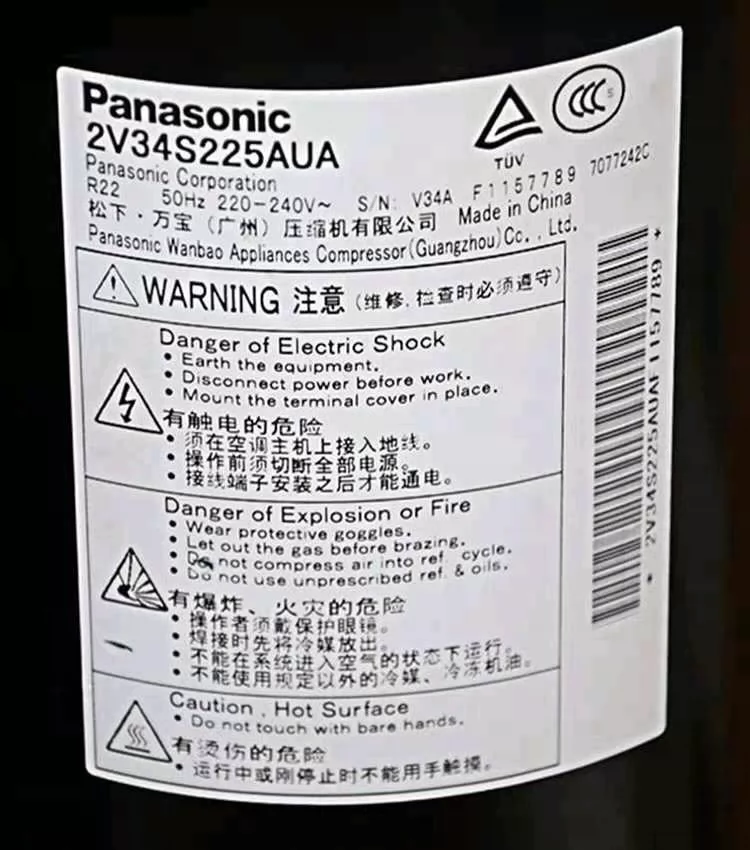 Panasonic
2V34S225AUA
TÜV
CCC S
Panasonic Corporation
R22 50Hz 220-240V~ S/N: V34A F1157789 7077242C
松下·万宝(广州)压缩机有限公司 Made in China
Panasonic Wanbao Appliances Compressor(Guangzhou)Co., Ltd.
WARNING 注意(维修,检查时必须遵守)
Danger of Electric Shock
• Earth the equipment.
• Disconnect power before work.
• Mount the terminal cover in place.
有触电的危险
• 须在空调主机上接入地线。
• 操作前须切断全部电源。
• 接线端子安装之后才能通电。
Danger of Explosion or Fire
• Wear protective goggles.
• Let out the gas before brazing.
• Do not compress air into ref. cycle.
• Do not use unprescribed ref. & oils.
有爆炸、火灾的危险
• 操作者须戴保护眼镜。
• 焊接时先将冷媒放出。
• 不能在系统进入空气的状态下运行。
• 不能使用规定以外的冷媒、冷冻机油。
Caution, Hot Surface
• Do not touch with bare hands.
有烫伤的危险
• 运行中或刚停止时不能用手触摸。
* 2V34S225AUAF1157789 *